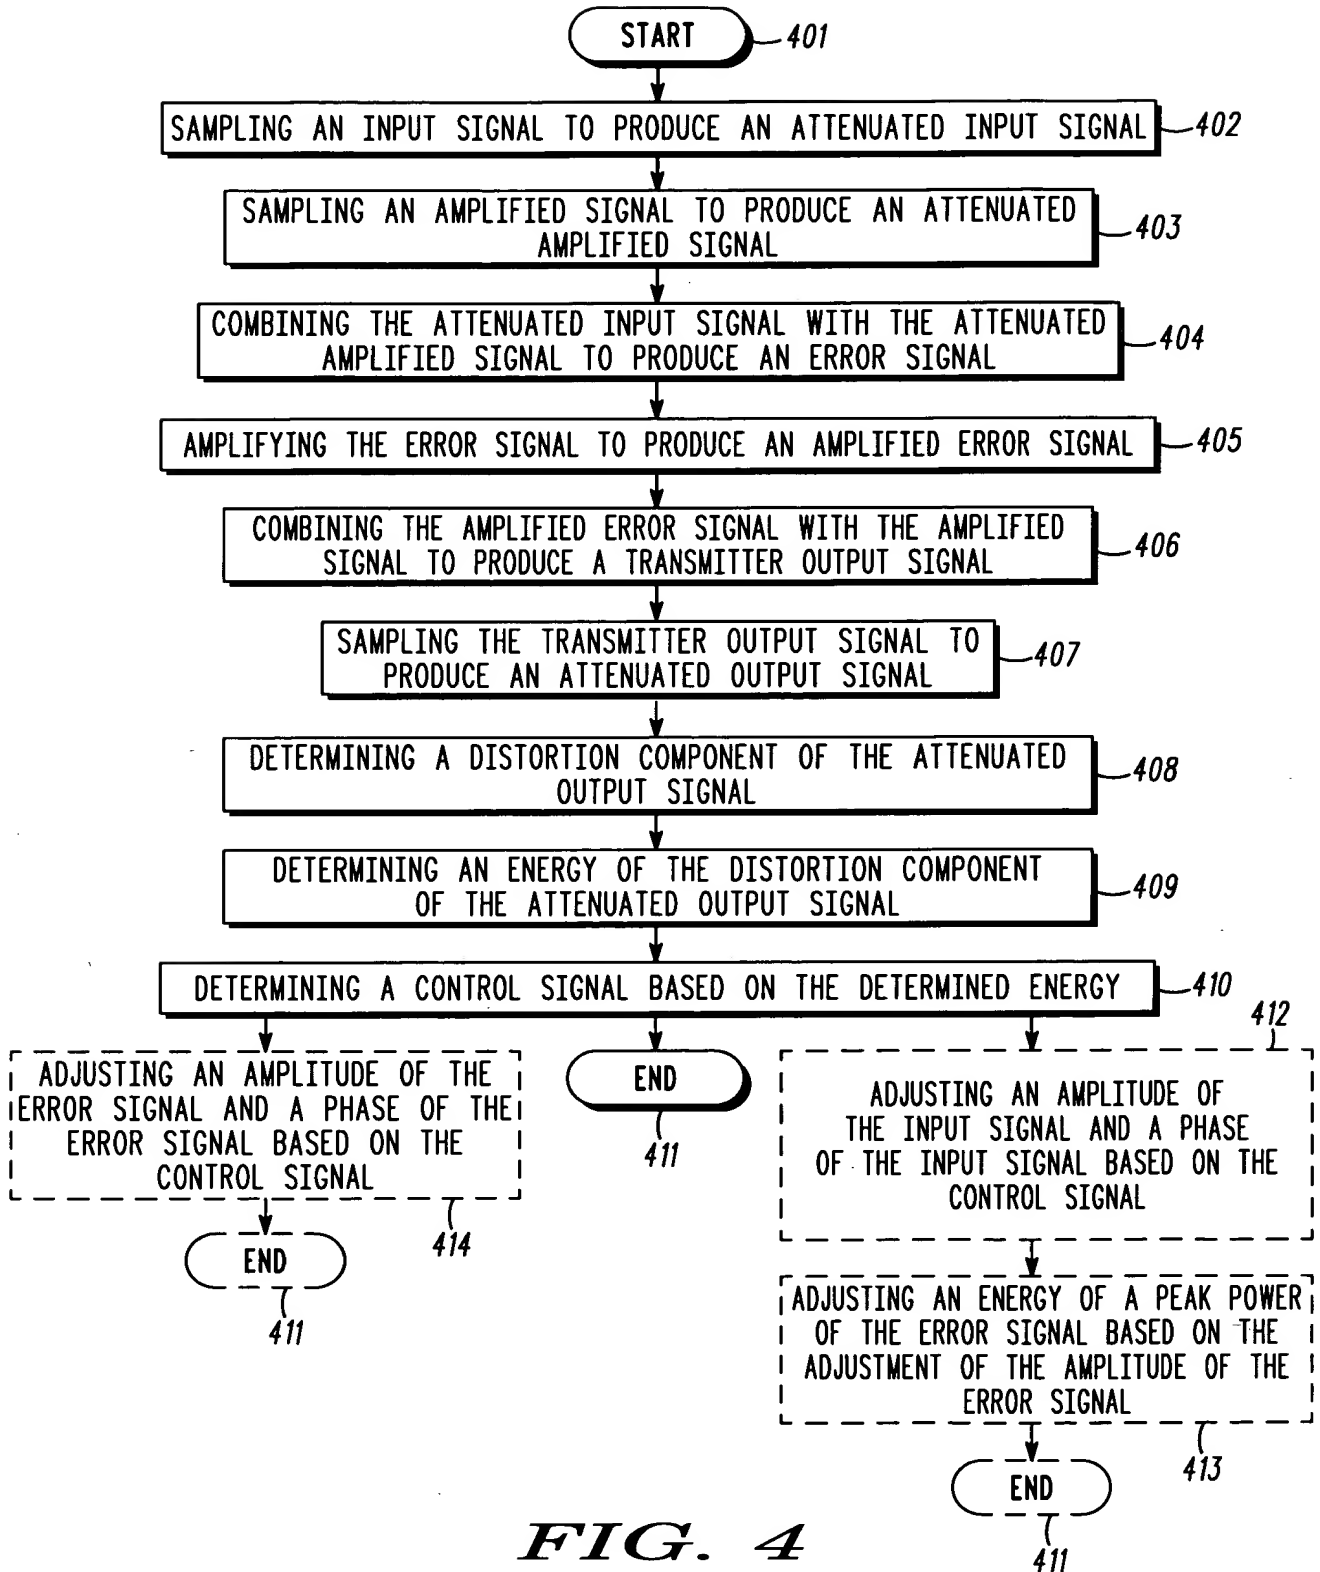 START
401
SAMPLING AN INPUT SIGNAL TO PRODUCE AN ATTENUATED INPUT SIGNAL
402
SAMPLING AN AMPLIFIED SIGNAL TO PRODUCE AN ATTENUATED
AMPLIFIED SIGNAL
403
COMBINING THE ATTENUATED INPUT SIGNAL WITH THE ATTENUATED
AMPLIFIED SIGNAL TO PRODUCE AN ERROR SIGNAL
404
AMPLIFYING THE ERROR SIGNAL TO PRODUCE AN AMPLIFIED ERROR SIGNAL
405
COMBINING THE AMPLIFIED ERROR SIGNAL WITH THE AMPLIFIED
SIGNAL TO PRODUCE A TRANSMITTER OUTPUT SIGNAL
406
SAMPLING THE TRANSMITTER OUTPUT SIGNAL TO
PRODUCE AN ATTENUATED OUTPUT SIGNAL
407
DETERMINING A DISTORTION COMPONENT OF THE ATTENUATED
OUTPUT SIGNAL
408
DETERMINING AN ENERGY OF THE DISTORTION COMPONENT
OF THE ATTENUATED OUTPUT SIGNAL
409
DETERMINING A CONTROL SIGNAL BASED ON THE DETERMINED ENERGY
410
ADJUSTING AN AMPLITUDE OF THE
ERROR SIGNAL AND A PHASE OF THE
ERROR SIGNAL BASED ON THE
CONTROL SIGNAL
414
END
411
END
411
412
ADJUSTING AN AMPLITUDE OF
THE INPUT SIGNAL AND A PHASE
OF THE INPUT SIGNAL BASED ON THE
CONTROL SIGNAL
ADJUSTING AN ENERGY OF A PEAK POWER
OF THE ERROR SIGNAL BASED ON THE
ADJUSTMENT OF THE AMPLITUDE OF THE
ERROR SIGNAL
413
END
411
FIG. 4